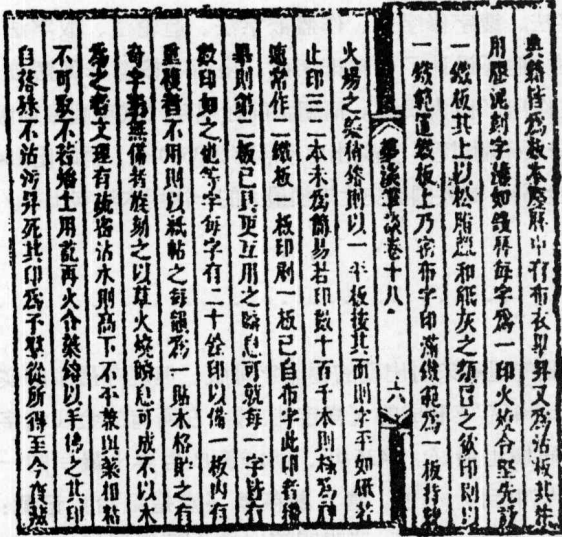 典籍皆為板本慶曆中有布衣畢昇又為活板其法
用膠泥刻字薄如錢唇每字為一印火燒令堅先設
一鐵板其上以松脂蠟和紙灰之類冒之欲印則以
一鐵範置鐵板上乃密布字印滿鐵範為一板持就
夢溪筆談卷十八
六
火煬之藥稍鎔則以一平板按其面則字平如砥若
止印三二本未為簡易若印數十百千本則極為神
速常作二鐵板一板印刷一板已自布字此印者纔
畢則第二板已具更互用之瞬息可就每一字皆有
數印如之也等字每字有二十餘印以備一板內有
重複者不用則以紙帖之每韻為一貼木格貯之有
奇字素無備者旋刻之以草火燒瞬息可成不以木
為之者文理有疏密沾水則高下不平兼與藥相粘
不可取不若燔土用訖再火令藥鎔以手拂之其印
自落殊不沾污昇死其印為予群從所得至今寶藏